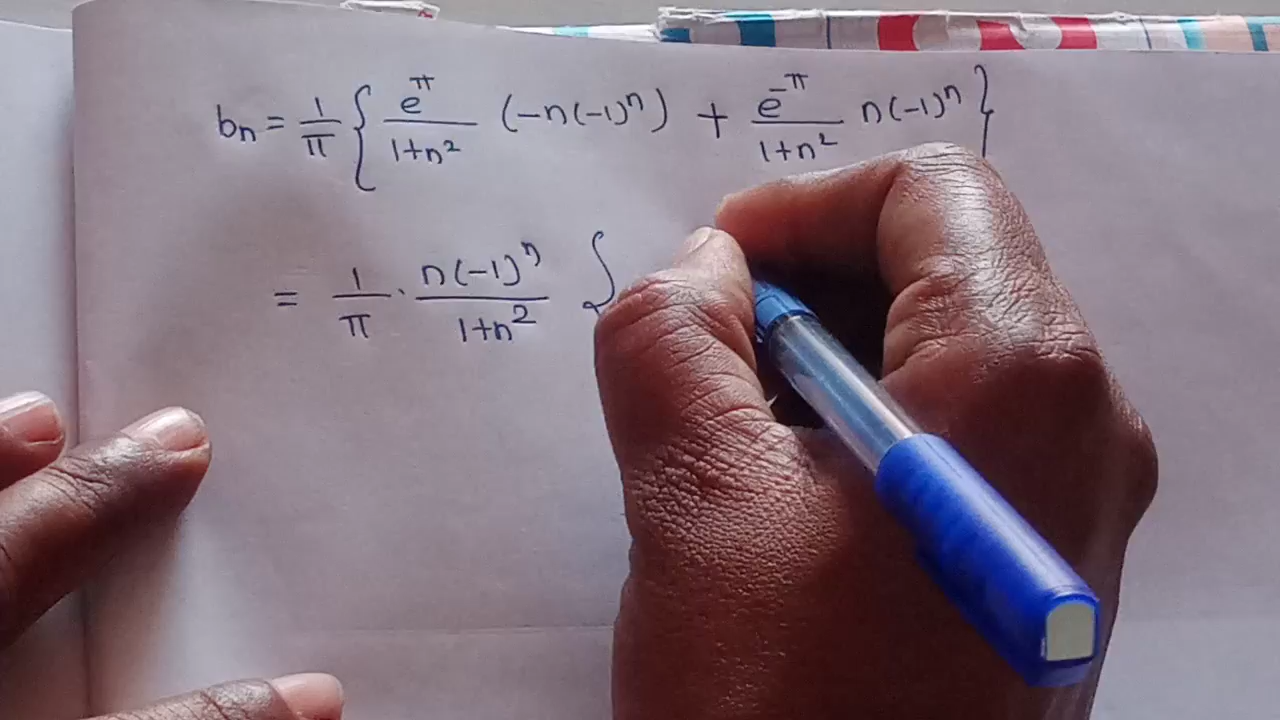 bn = 1/π { e^π/(1+n²) (-n(-1)^n) + e^-π/(1+n²) n(-1)^n }
= 1/π · n(-1)^n/(1+n²) {